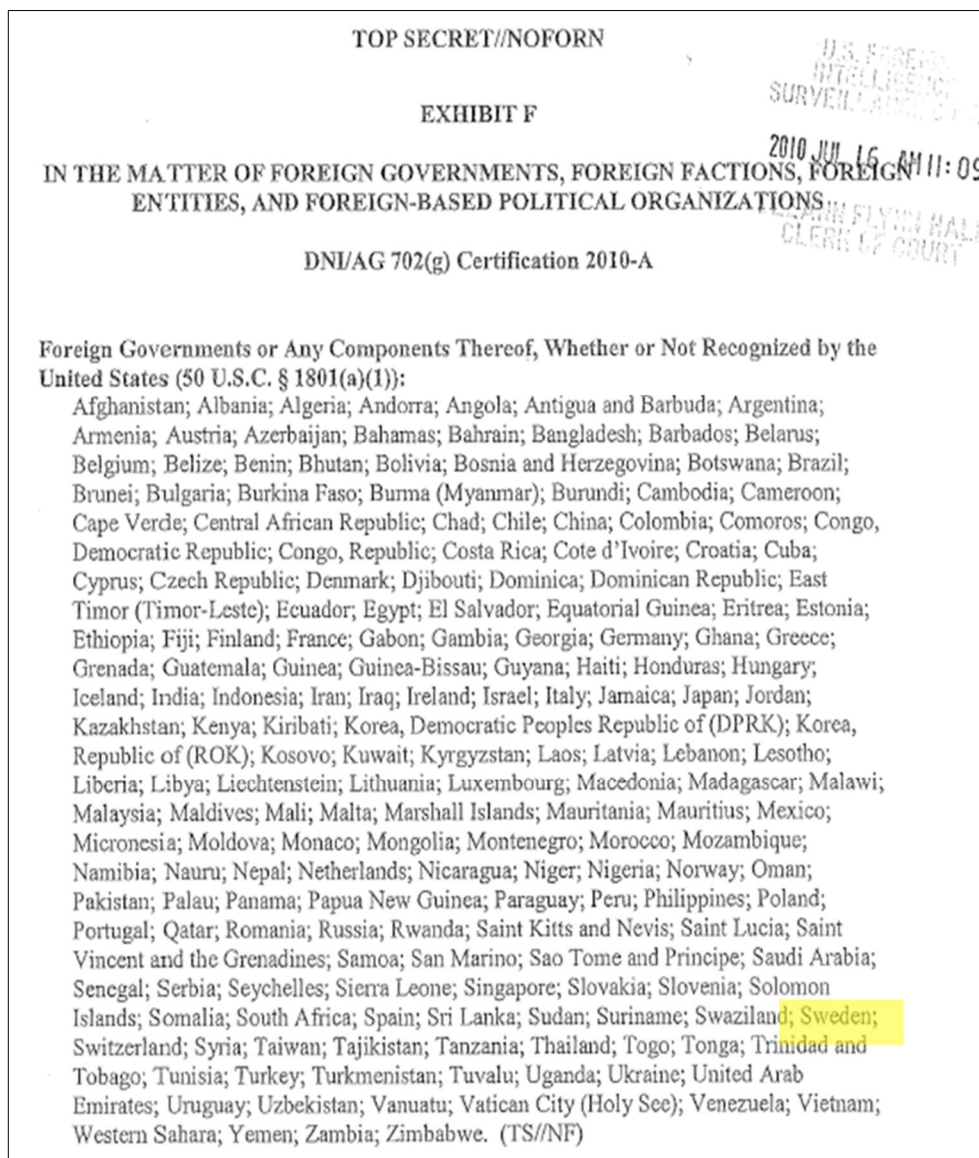 TOP SECRET//NOFORN
U.S. FOREIGN
INTELLIGENCE
SURVEILLANCE
EXHIBIT F
2010 JUL 16 AM 11:09
IN THE MATTER OF FOREIGN GOVERNMENTS, FOREIGN FACTIONS, FOREIGN
ENTITIES, AND FOREIGN-BASED POLITICAL ORGANIZATIONS
FLYNN HALL
CLERK OF COURT
DNI/AG 702(g) Certification 2010-A
Foreign Governments or Any Components Thereof, Whether or Not Recognized by the
United States (50 U.S.C. § 1801(a)(1)):
Afghanistan; Albania; Algeria; Andorra; Angola; Antigua and Barbuda; Argentina;
Armenia; Austria; Azerbaijan; Bahamas; Bahrain; Bangladesh; Barbados; Belarus;
Belgium; Belize; Benin; Bhutan; Bolivia; Bosnia and Herzegovina; Botswana; Brazil;
Brunei; Bulgaria; Burkina Faso; Burma (Myanmar); Burundi; Cambodia; Cameroon;
Cape Verde; Central African Republic; Chad; Chile; China; Colombia; Comoros; Congo,
Democratic Republic; Congo, Republic; Costa Rica; Cote d'Ivoire; Croatia; Cuba;
Cyprus; Czech Republic; Denmark; Djibouti; Dominica; Dominican Republic; East
Timor (Timor-Leste); Ecuador; Egypt; El Salvador; Equatorial Guinea; Eritrea; Estonia;
Ethiopia; Fiji; Finland; France; Gabon; Gambia; Georgia; Germany; Ghana; Greece;
Grenada; Guatemala; Guinea; Guinea-Bissau; Guyana; Haiti; Honduras; Hungary;
Iceland; India; Indonesia; Iran; Iraq; Ireland; Israel; Italy; Jamaica; Japan; Jordan;
Kazakhstan; Kenya; Kiribati; Korea, Democratic Peoples Republic of (DPRK); Korea,
Republic of (ROK); Kosovo; Kuwait; Kyrgyzstan; Laos; Latvia; Lebanon; Lesotho;
Liberia; Libya; Liechtenstein; Lithuania; Luxembourg; Macedonia; Madagascar; Malawi;
Malaysia; Maldives; Mali; Malta; Marshall Islands; Mauritania; Mauritius; Mexico;
Micronesia; Moldova; Monaco; Mongolia; Montenegro; Morocco; Mozambique;
Namibia; Nauru; Nepal; Netherlands; Nicaragua; Niger; Nigeria; Norway; Oman;
Pakistan; Palau; Panama; Papua New Guinea; Paraguay; Peru; Philippines; Poland;
Portugal; Qatar; Romania; Russia; Rwanda; Saint Kitts and Nevis; Saint Lucia; Saint
Vincent and the Grenadines; Samoa; San Marino; Sao Tome and Principe; Saudi Arabia;
Senegal; Serbia; Seychelles; Sierra Leone; Singapore; Slovakia; Slovenia; Solomon
Islands; Somalia; South Africa; Spain; Sri Lanka; Sudan; Suriname; Swaziland; Sweden;
Switzerland; Syria; Taiwan; Tajikistan; Tanzania; Thailand; Togo; Tonga; Trinidad and
Tobago; Tunisia; Turkey; Turkmenistan; Tuvalu; Uganda; Ukraine; United Arab
Emirates; Uruguay; Uzbekistan; Vanuatu; Vatican City (Holy See); Venezuela; Vietnam;
Western Sahara; Yemen; Zambia; Zimbabwe. (TS//NF)